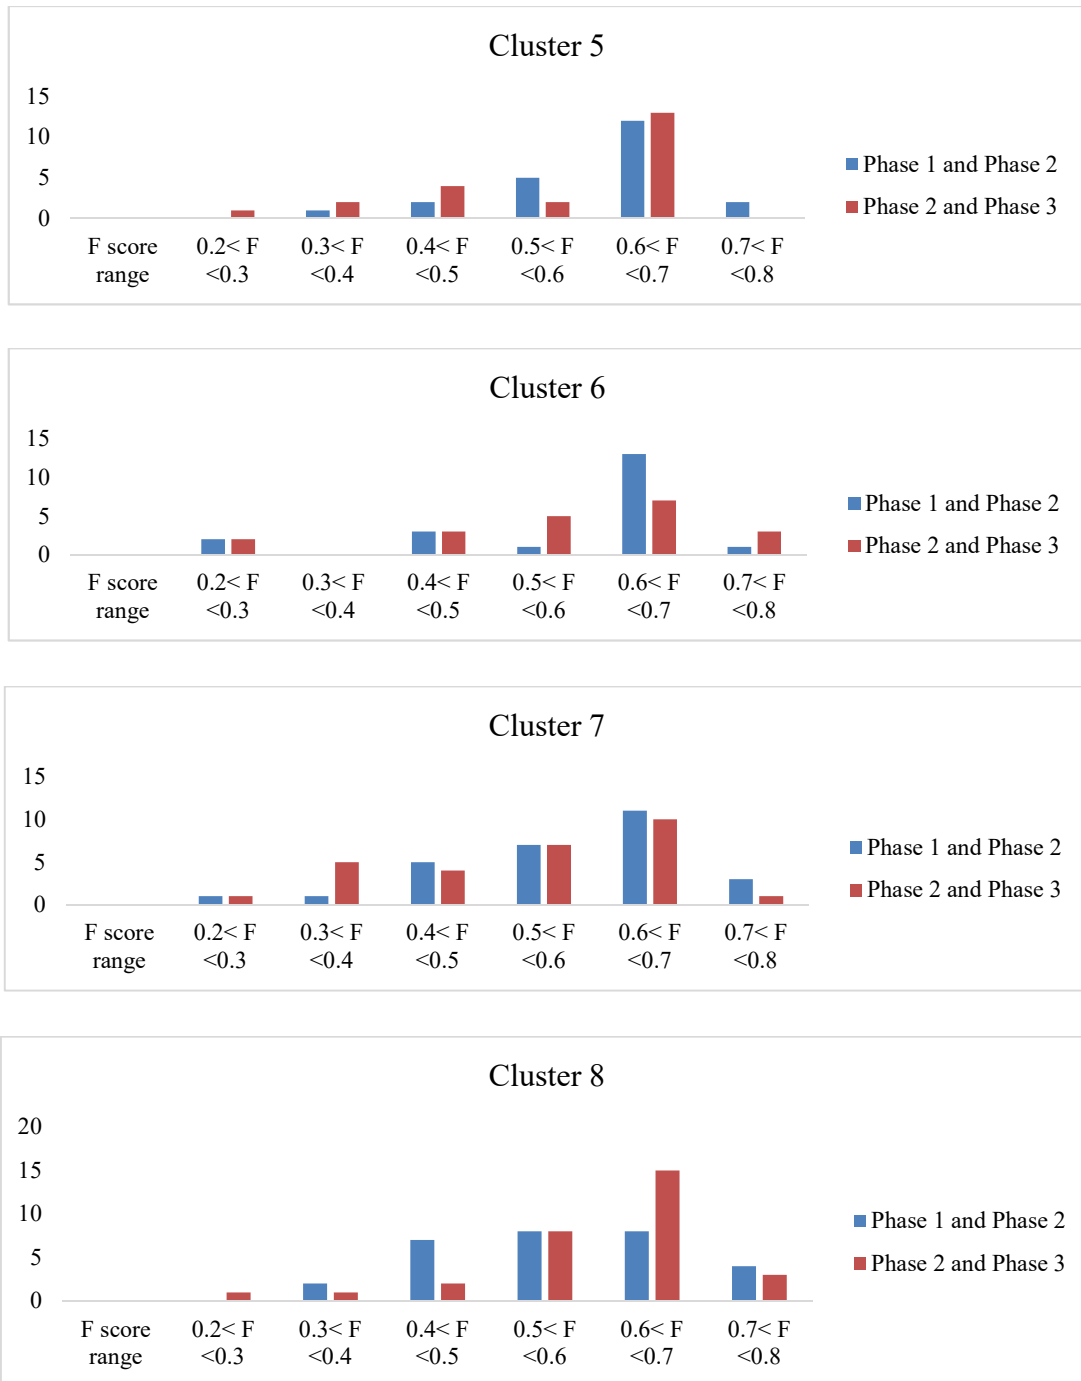 Cluster 5
15
10
5
0
Phase 1 and Phase 2
Phase 2 and Phase 3
F score 0.2< F 0.3< F 0.4< F 0.5< F 0.6< F 0.7< F
range <0.3 <0.4 <0.5 <0.6 <0.7 <0.8
Cluster 6
15
10
5
0
Phase 1 and Phase 2
Phase 2 and Phase 3
F score 0.2< F 0.3< F 0.4< F 0.5< F 0.6< F 0.7< F
range <0.3 <0.4 <0.5 <0.6 <0.7 <0.8
Cluster 7
15
10
5
0
Phase 1 and Phase 2
Phase 2 and Phase 3
F score 0.2< F 0.3< F 0.4< F 0.5< F 0.6< F 0.7< F
range <0.3 <0.4 <0.5 <0.6 <0.7 <0.8
Cluster 8
20
15
10
5
0
Phase 1 and Phase 2
Phase 2 and Phase 3
F score 0.2< F 0.3< F 0.4< F 0.5< F 0.6< F 0.7< F
range <0.3 <0.4 <0.5 <0.6 <0.7 <0.8